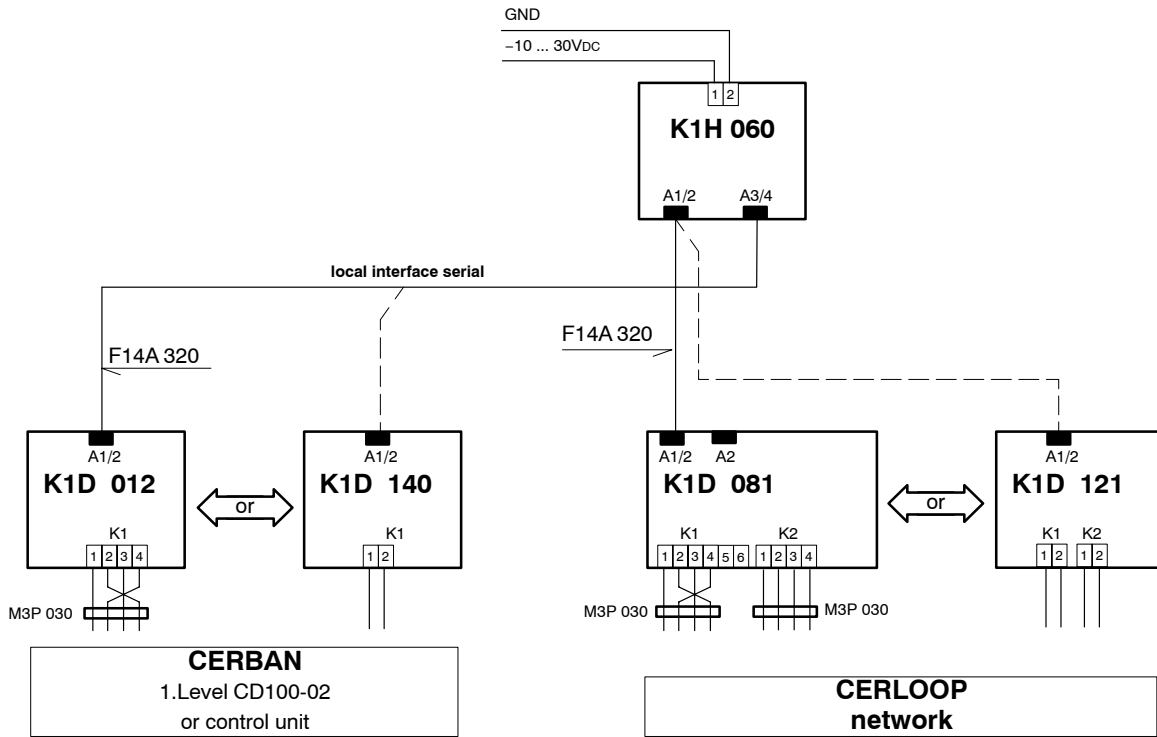 GND
–10 ... 30VDC
1 2
K1H 060
A1/2 A3/4
local interface serial
F14A 320
F14A 320
A1/2
K1D 012
K1
1 2 3 4
M3P 030
or
A1/2
K1D 140
K1
1 2
A1/2 A2
K1D 081
K1 K2
1 2 3 4 5 6 1 2 3 4
M3P 030 M3P 030
or
A1/2
K1D 121
K1 K2
1 2 1 2
CERBAN
1.Level CD100-02
or control unit
CERLOOP
network